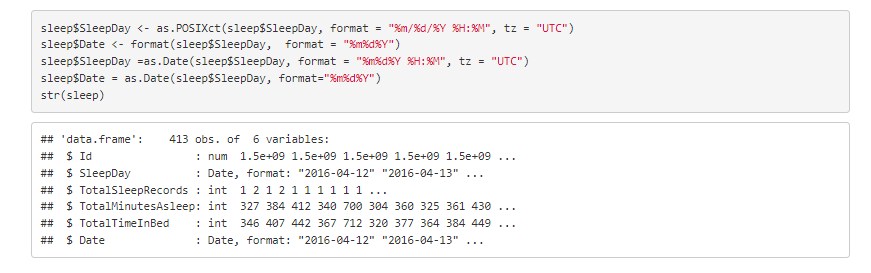 sleep$SleepDay <- as.POSIXct(sleep$SleepDay, format = "%m/%d/%Y %H:%M", tz = "UTC")
sleep$Date <- format(sleep$SleepDay,  format = "%m%d%Y")
sleep$SleepDay =as.Date(sleep$SleepDay, format = "%m%d%Y %H:%M", tz = "UTC")
sleep$Date = as.Date(sleep$SleepDay, format="%m%d%Y")
str(sleep)
## 'data.frame':    413 obs. of  6 variables:
##  $ Id                : num  1.5e+09 1.5e+09 1.5e+09 1.5e+09 1.5e+09 ...
##  $ SleepDay          : Date, format: "2016-04-12" "2016-04-13" ...
##  $ TotalSleepRecords : int  1 2 1 2 1 1 1 1 1 1 ...
##  $ TotalMinutesAsleep: int  327 384 412 340 700 304 360 325 361 430 ...
##  $ TotalTimeInBed    : int  346 407 442 367 712 320 377 364 384 449 ...
##  $ Date              : Date, format: "2016-04-12" "2016-04-13" ...